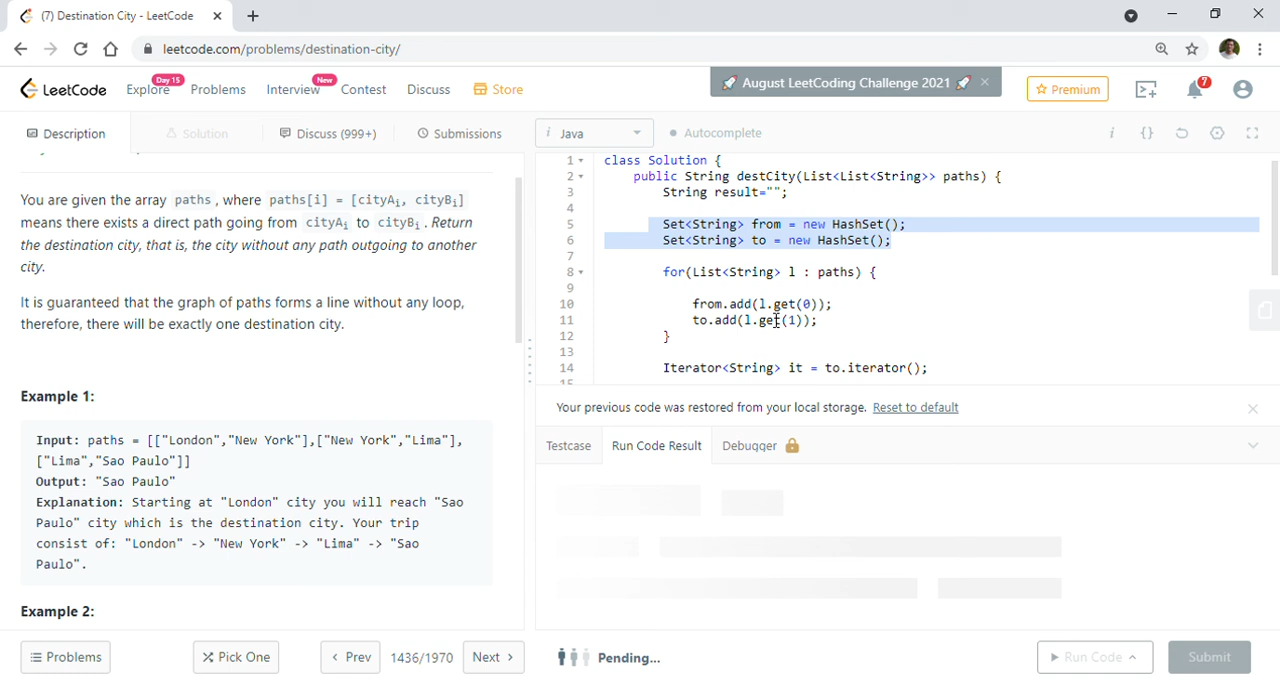 (7) Destination City - LeetCode
leetcode.com/problems/destination-city/
LeetCode
Explore
Day 15
Problems
Interview
New
Contest
Discuss
Store
🚀 August LeetCoding Challenge 2021 🚀
Premium
7
Description
Solution
Discuss (999+)
Submissions
i Java
Autocomplete
You are given the array paths, where paths[i] = [cityAi, cityBi]
means there exists a direct path going from cityAi to cityBi. Return
the destination city, that is, the city without any path outgoing to another
city.
It is guaranteed that the graph of paths forms a line without any loop,
therefore, there will be exactly one destination city.
Example 1:
Input: paths = [["London","New York"],["New York","Lima"],
["Lima","Sao Paulo"]]
Output: "Sao Paulo"
Explanation: Starting at "London" city you will reach "Sao
Paulo" city which is the destination city. Your trip
consist of: "London" -> "New York" -> "Lima" -> "Sao
Paulo".
Example 2:
1 class Solution {
2 public String destCity(List<List<String>> paths) {
3 String result="";
4
5 Set<String> from = new HashSet();
6 Set<String> to = new HashSet();
7
8 for(List<String> l : paths) {
9
10 from.add(l.get(0));
11 to.add(l.get(1));
12 }
13
14 Iterator<String> it = to.iterator();
15
Your previous code was restored from your local storage. Reset to default
Testcase
Run Code Result
Debugger
Problems
Pick One
Prev
1436/1970
Next
Pending...
Run Code
Submit